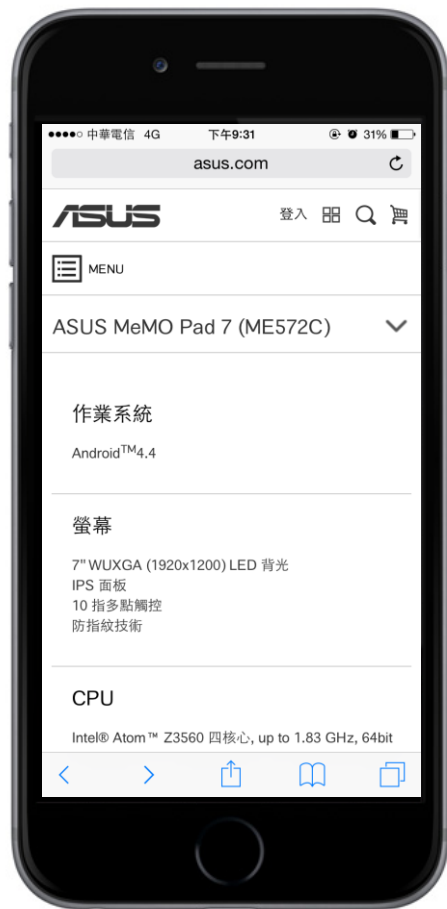 中華電信 4G 下午9:31 31%
asus.com
ASUS 登入
MENU
ASUS MeMO Pad 7 (ME572C)
作業系統
Android™4.4
螢幕
7" WUXGA (1920x1200) LED 背光
IPS 面板
10 指多點觸控
防指紋技術
CPU
Intel® Atom™ Z3560 四核心, up to 1.83 GHz, 64bit